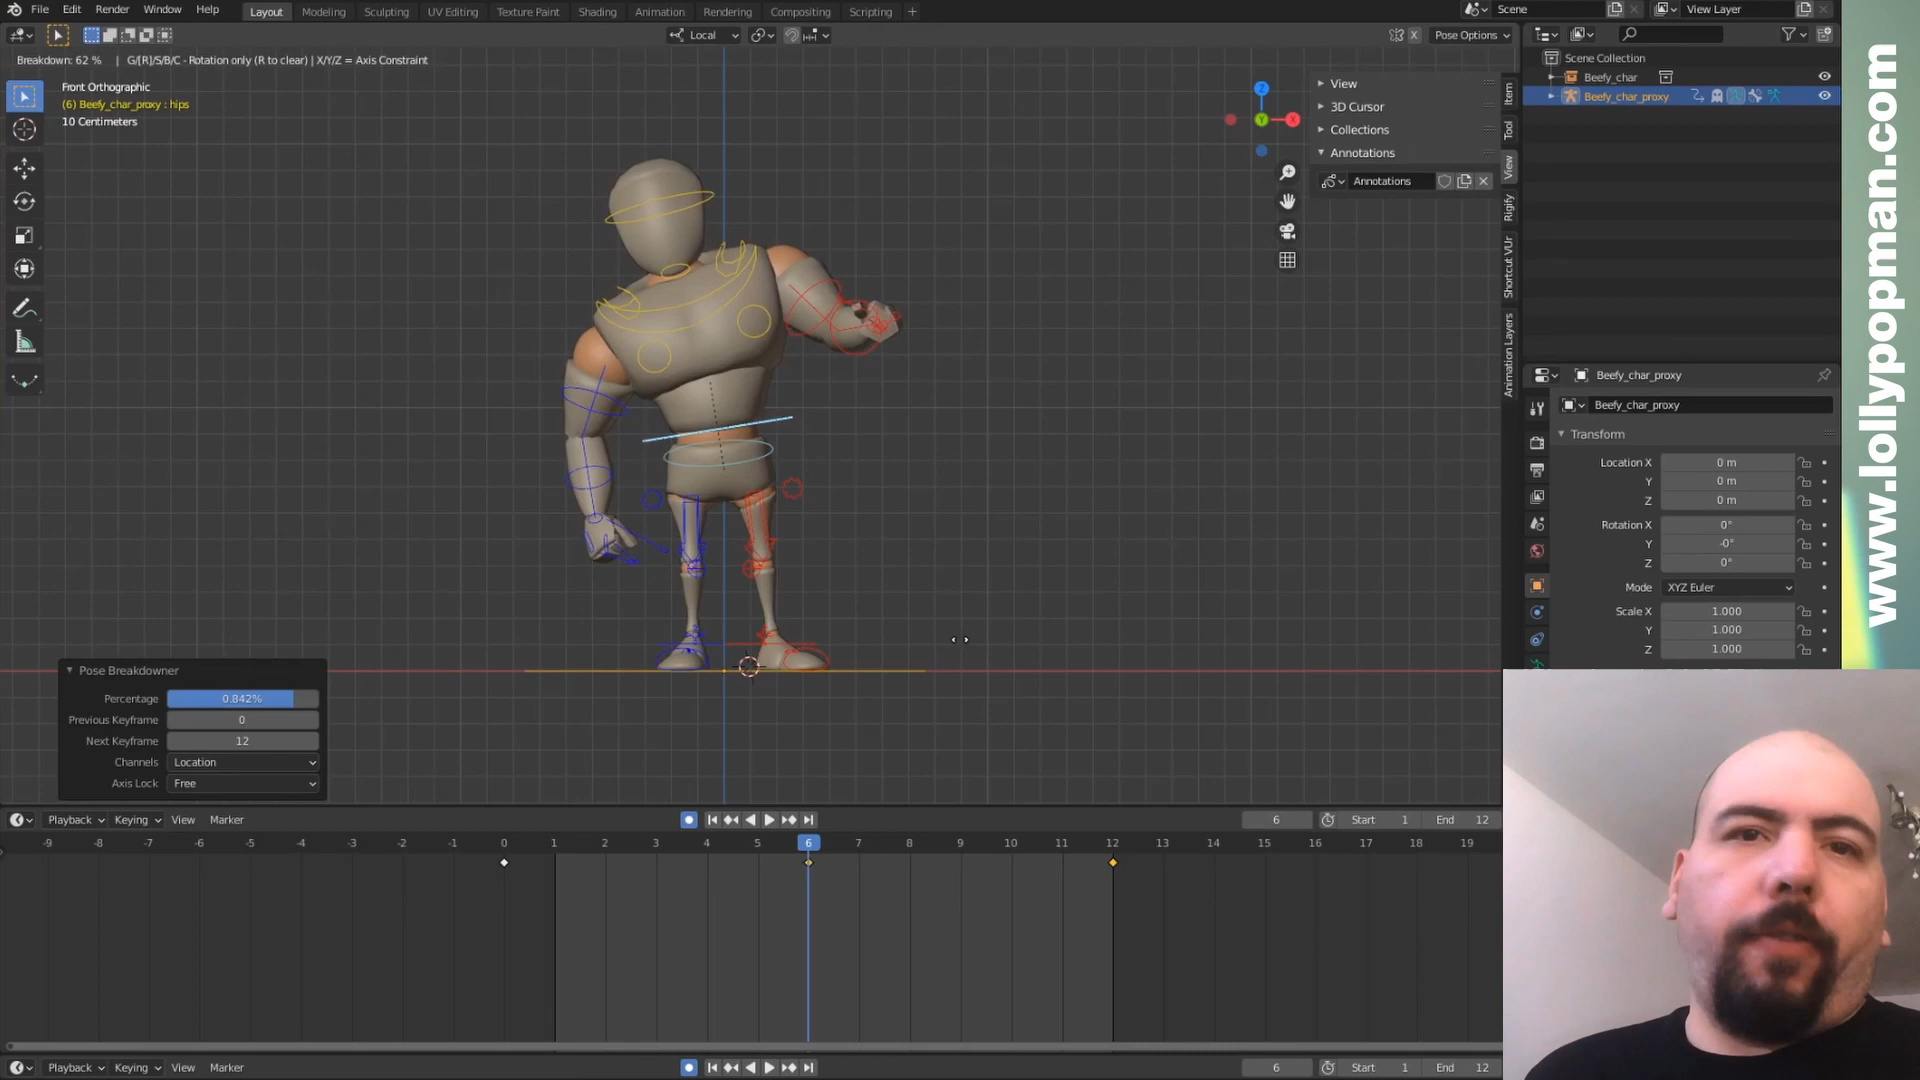 File Edit Render Window Help Layout Modeling Sculpting UV Editing Texture Paint Shading Animation Rendering Compositing Scripting + Scene View Layer
Local X Pose Options
Breakdown: 62 % | G/[R]/S/B/C - Rotation only (R to clear) | X/Y/Z = Axis Constraint
Front Orthographic
(6) Beefy_char_proxy : hips
10 Centimeters
View
3D Cursor
Collections
Annotations
Annotations
Item
Tool
View
Rigify
Shortcut VUr
Animation Layers
Z
Y
X
Scene Collection
Beefy_char
Beefy_char_proxy
Beefy_char_proxy
Beefy_char_proxy
Transform
Location X 0 m
Y 0 m
Z 0 m
Rotation X 0°
Y -0°
Z 0°
Mode XYZ Euler
Scale X 1.000
Y 1.000
Z 1.000
Pose Breakdowner
Percentage 0.842%
Previous Keyframe 0
Next Keyframe 12
Channels Location
Axis Lock Free
Playback Keying View Marker 6 Start 1 End 12
-9 -8 -7 -6 -5 -4 -3 -2 -1 0 1 2 3 4 5 6 7 8 9 10 11 12 13 14 15 16 17 18 19
Playback Keying View Marker 6 Start 1 End 12
www.lollypopman.com